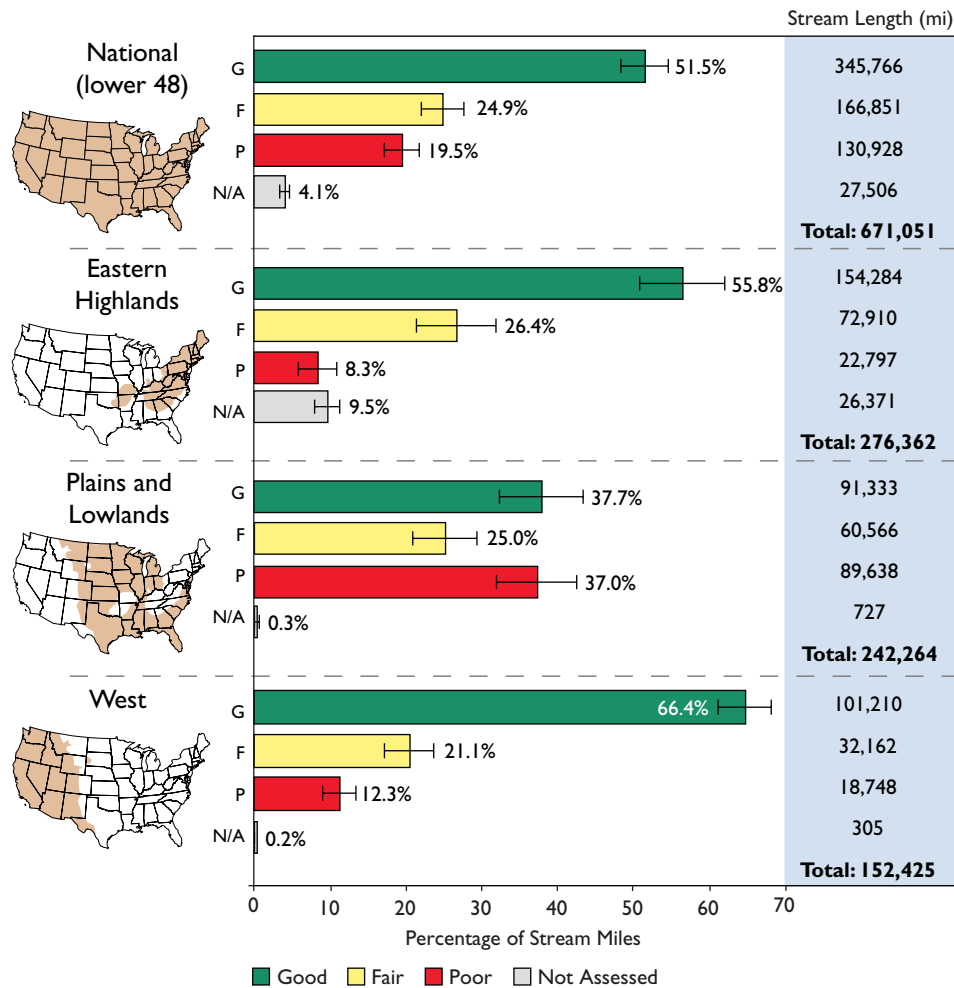 Stream Length (mi)
National
(lower 48)
G 51.5% 345,766
F 24.9% 166,851
P 19.5% 130,928
N/A 4.1% 27,506
Total: 671,051
Eastern
Highlands
G 55.8% 154,284
F 26.4% 72,910
P 8.3% 22,797
N/A 9.5% 26,371
Total: 276,362
Plains and
Lowlands
G 37.7% 91,333
F 25.0% 60,566
P 37.0% 89,638
N/A 0.3% 727
Total: 242,264
West
G 66.4% 101,210
F 21.1% 32,162
P 12.3% 18,748
N/A 0.2% 305
Total: 152,425
0 10 20 30 40 50 60 70
Percentage of Stream Miles
Good Fair Poor Not Assessed